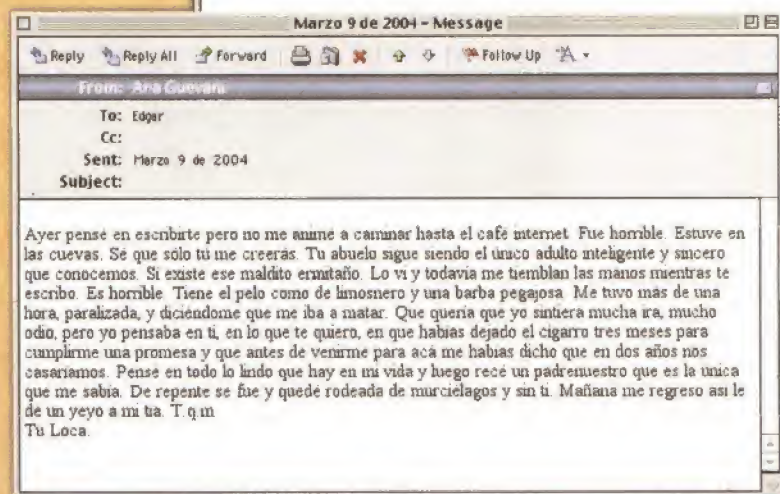 Marzo 9 de 2004 – Message
Reply Reply All Forward Follow Up A
From: Ana Guevara
To: Edgar
Cc:
Sent: Marzo 9 de 2004
Subject:
Ayer pensé en escribirte pero no me animé a caminar hasta el café internet. Fue horrible. Estuve en
las cuevas. Sé que sólo tú me creerás. Tu abuelo sigue siendo el único adulto inteligente y sincero
que conocemos. Si existe ese maldito ermitaño. Lo vi y todavía me tiemblan las manos mientras te
escribo. Es horrible. Tiene el pelo como de limosnero y una barba pegajosa. Me tuvo más de una
hora, paralizada, y diciéndome que me iba a matar. Que quería que yo sintiera mucha ira, mucho
odio, pero yo pensaba en ti, en lo que te quiero, en que habías dejado el cigarro tres meses para
cumplirme una promesa y que antes de venirme para acá me habías dicho que en dos años nos
casaríamos. Pensé en todo lo lindo que hay en mi vida y luego recé un padrenuestro que es la única
que me sabía. De repente se fue y quedé rodeada de murciélagos y sin ti. Mañana me regreso así le
dé un yeyo a mi tía. T.q.m
Tu Loca.